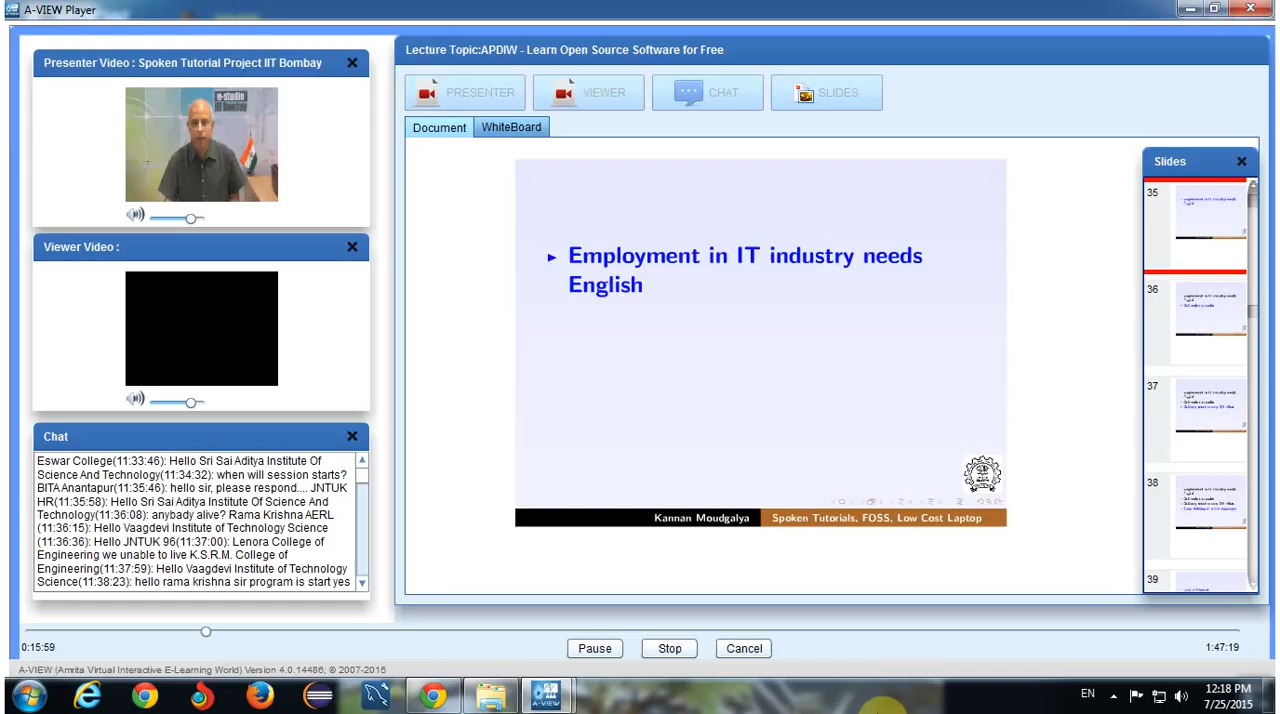 A-VIEW Player
Presenter Video : Spoken Tutorial Project IIT Bombay
e-studio
Viewer Video :
Chat
Eswar College(11:33:46): Hello Sri Sai Aditya Institute Of
Science And Technology(11:34:32): when will session starts?
BITA Anantapur(11:35:46): hello sir, please respond.... JNTUK
HR(11:35:58): Hello Sri Sai Aditya Institute Of Science And
Technology(11:36:08): anybady alive? Rama Krishna AERL
(11:36:15): Hello Vaagdevi Institute of Technology Science
(11:36:36): Hello JNTUK 96(11:37:00): Lenora College of
Engineering we unable to live K.S.R.M. College of
Engineering(11:37:59): Hello Vaagdevi Institute of Technology
Science(11:38:23): hello rama krishna sir program is start yes
Lecture Topic:APDIW - Learn Open Source Software for Free
PRESENTER
VIEWER
CHAT
SLIDES
Document
WhiteBoard
► Employment in IT industry needs
English
Kannan Moudgalya
Spoken Tutorials, FOSS, Low Cost Laptop
Slides
35
36
37
38
39
0:15:59
Pause
Stop
Cancel
1:47:19
A-VIEW (Amrita Virtual Interactive E-Learning World) Version 4.0.14486; © 2007-2015
A-VIEW
EN
12:18 PM
7/25/2015